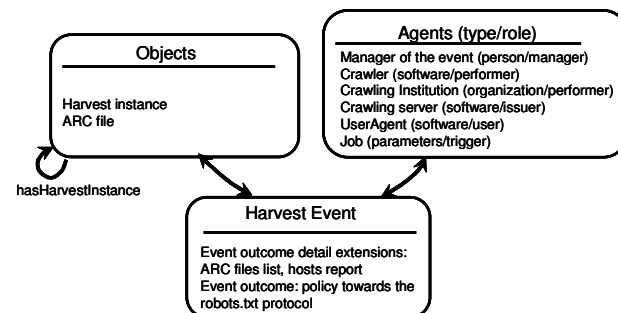 Objects
Harvest instance
ARC file
hasHarvestInstance
Agents (type/role)
Manager of the event (person/manager)
Crawler (software/performer)
Crawling Institution (organization/performer)
Crawling server (software/issuer)
UserAgent (software/user)
Job (parameters/trigger)
Harvest Event
Event outcome detail extensions:
ARC files list, hosts report
Event outcome: policy towards the
robots.txt protocol